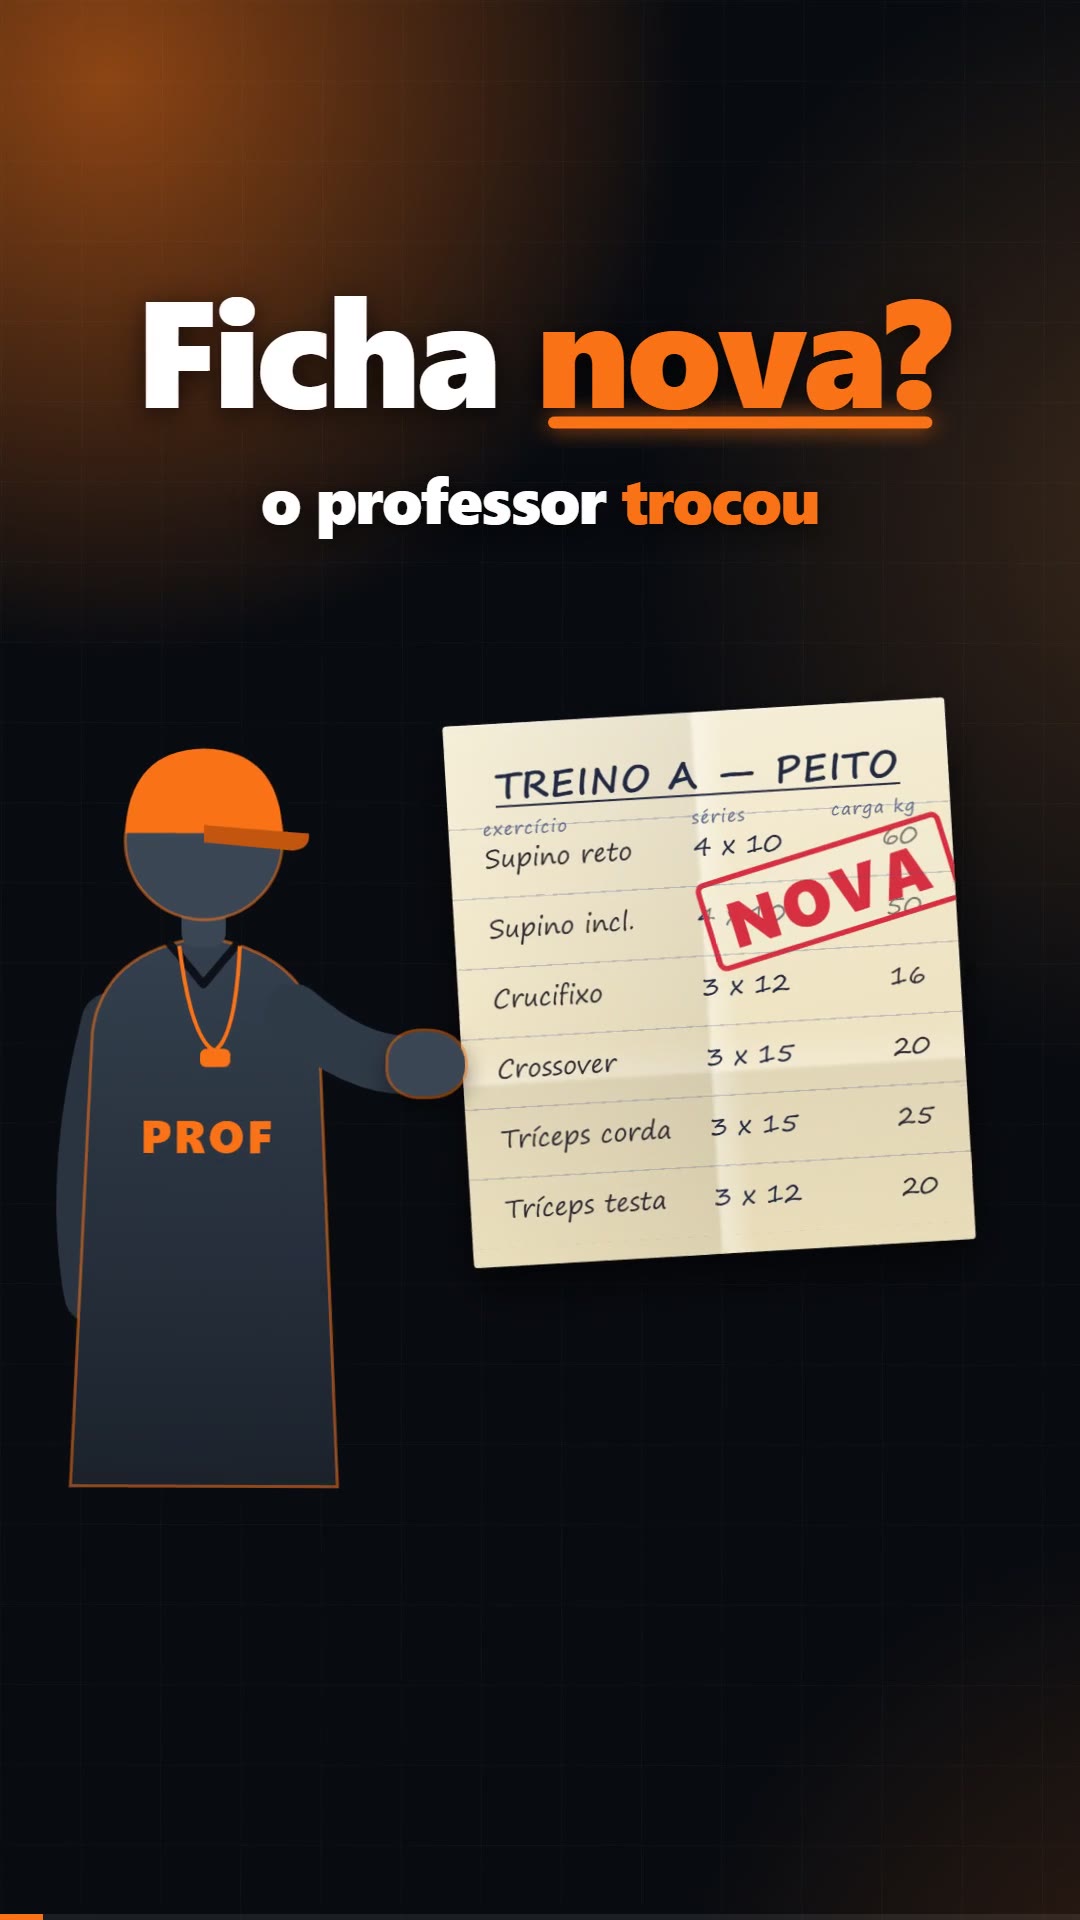 Ficha nova?
o professor trocou
TREINO A — PEITO
exercício séries carga kg
Supino reto 4 x 10 60
Supino incl. 4 x 10 50
NOVA
Crucifixo 3 x 12 16
Crossover 3 x 15 20
Tríceps corda 3 x 15 25
Tríceps testa 3 x 12 20
PROF